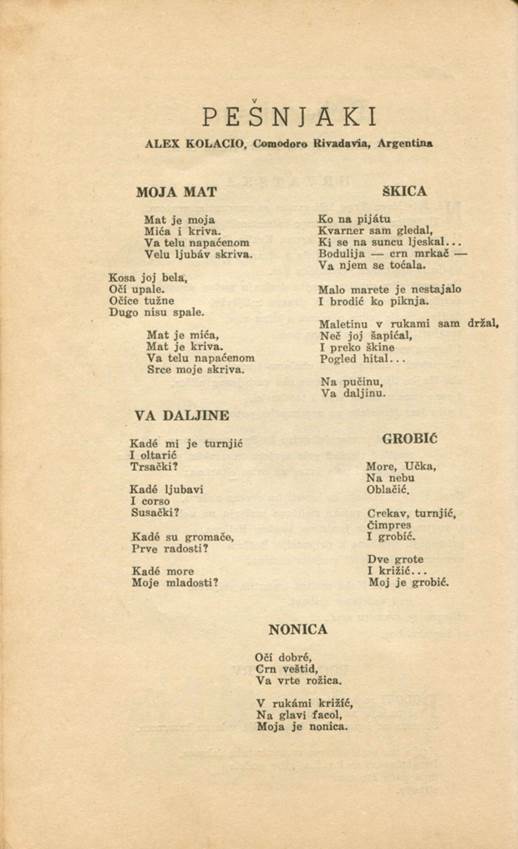 PEŠNJAKI
ALEX KOLACIO, Comodoro Rivadavia, Argentina
MOJA MAT
Mat je moja
Mića i kriva.
Va telu napaćenom
Velu ljubáv skriva.
Kosa joj bela,
Oči upale.
Očice tužne
Dugo nisu spale.
Mat je mića,
Mat je kriva.
Va telu napaćenom
Srce moje skriva.
VA DALJINE
Kadé mi je turnjić
I oltarić
Trsački?
Kadé ljubavi
I corso
Susački?
Kadé su gromače,
Prve radosti?
Kadé more
Moje mladosti?
ŠKICA
Ko na pijátu
Kvarner sam gledal,
Ki se na suncu ljeskal...
Bodulija — crn mrkač —
Va njem se toćala.
Malo marete je nestajalo
I brodić ko piknja.
Maletinu v rukami sam držal,
Neč joj šapićal,
I preko škine
Pogled hital...
Na pučinu,
Va daljinu.
GROBIĆ
More, Učka,
Na nebu
Oblačić.
Crekav, turnjić,
čimpres
I grobić.
Dve grote
I križić...
Moj je grobić.
NONICA
Oči dobré,
Crn veštid,
Va vrte rožica.
V rukámi križić,
Na glavi facol,
Moja je nonica.